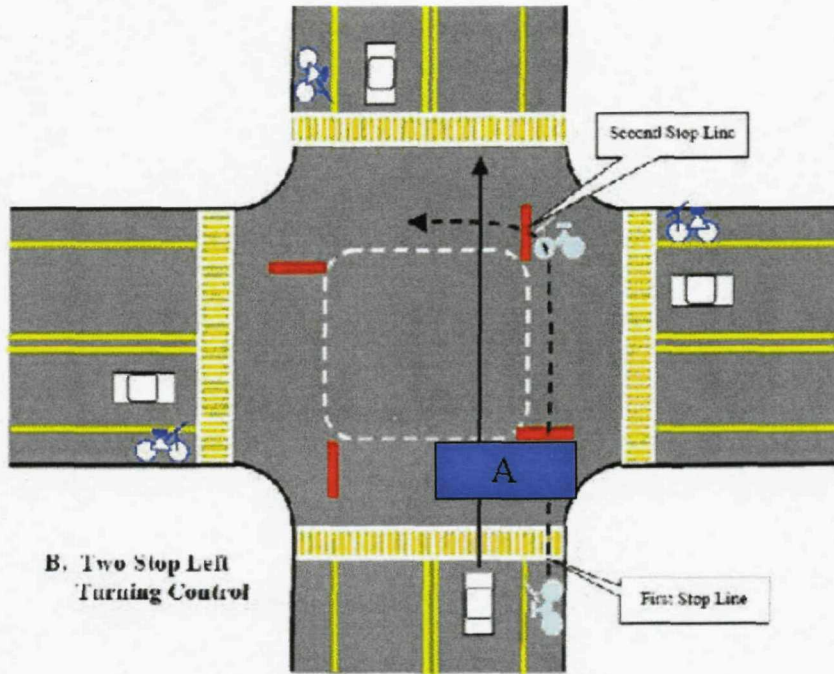 Second Stop Line
A
B. Two Stop Left
Turning Control
First Stop Line